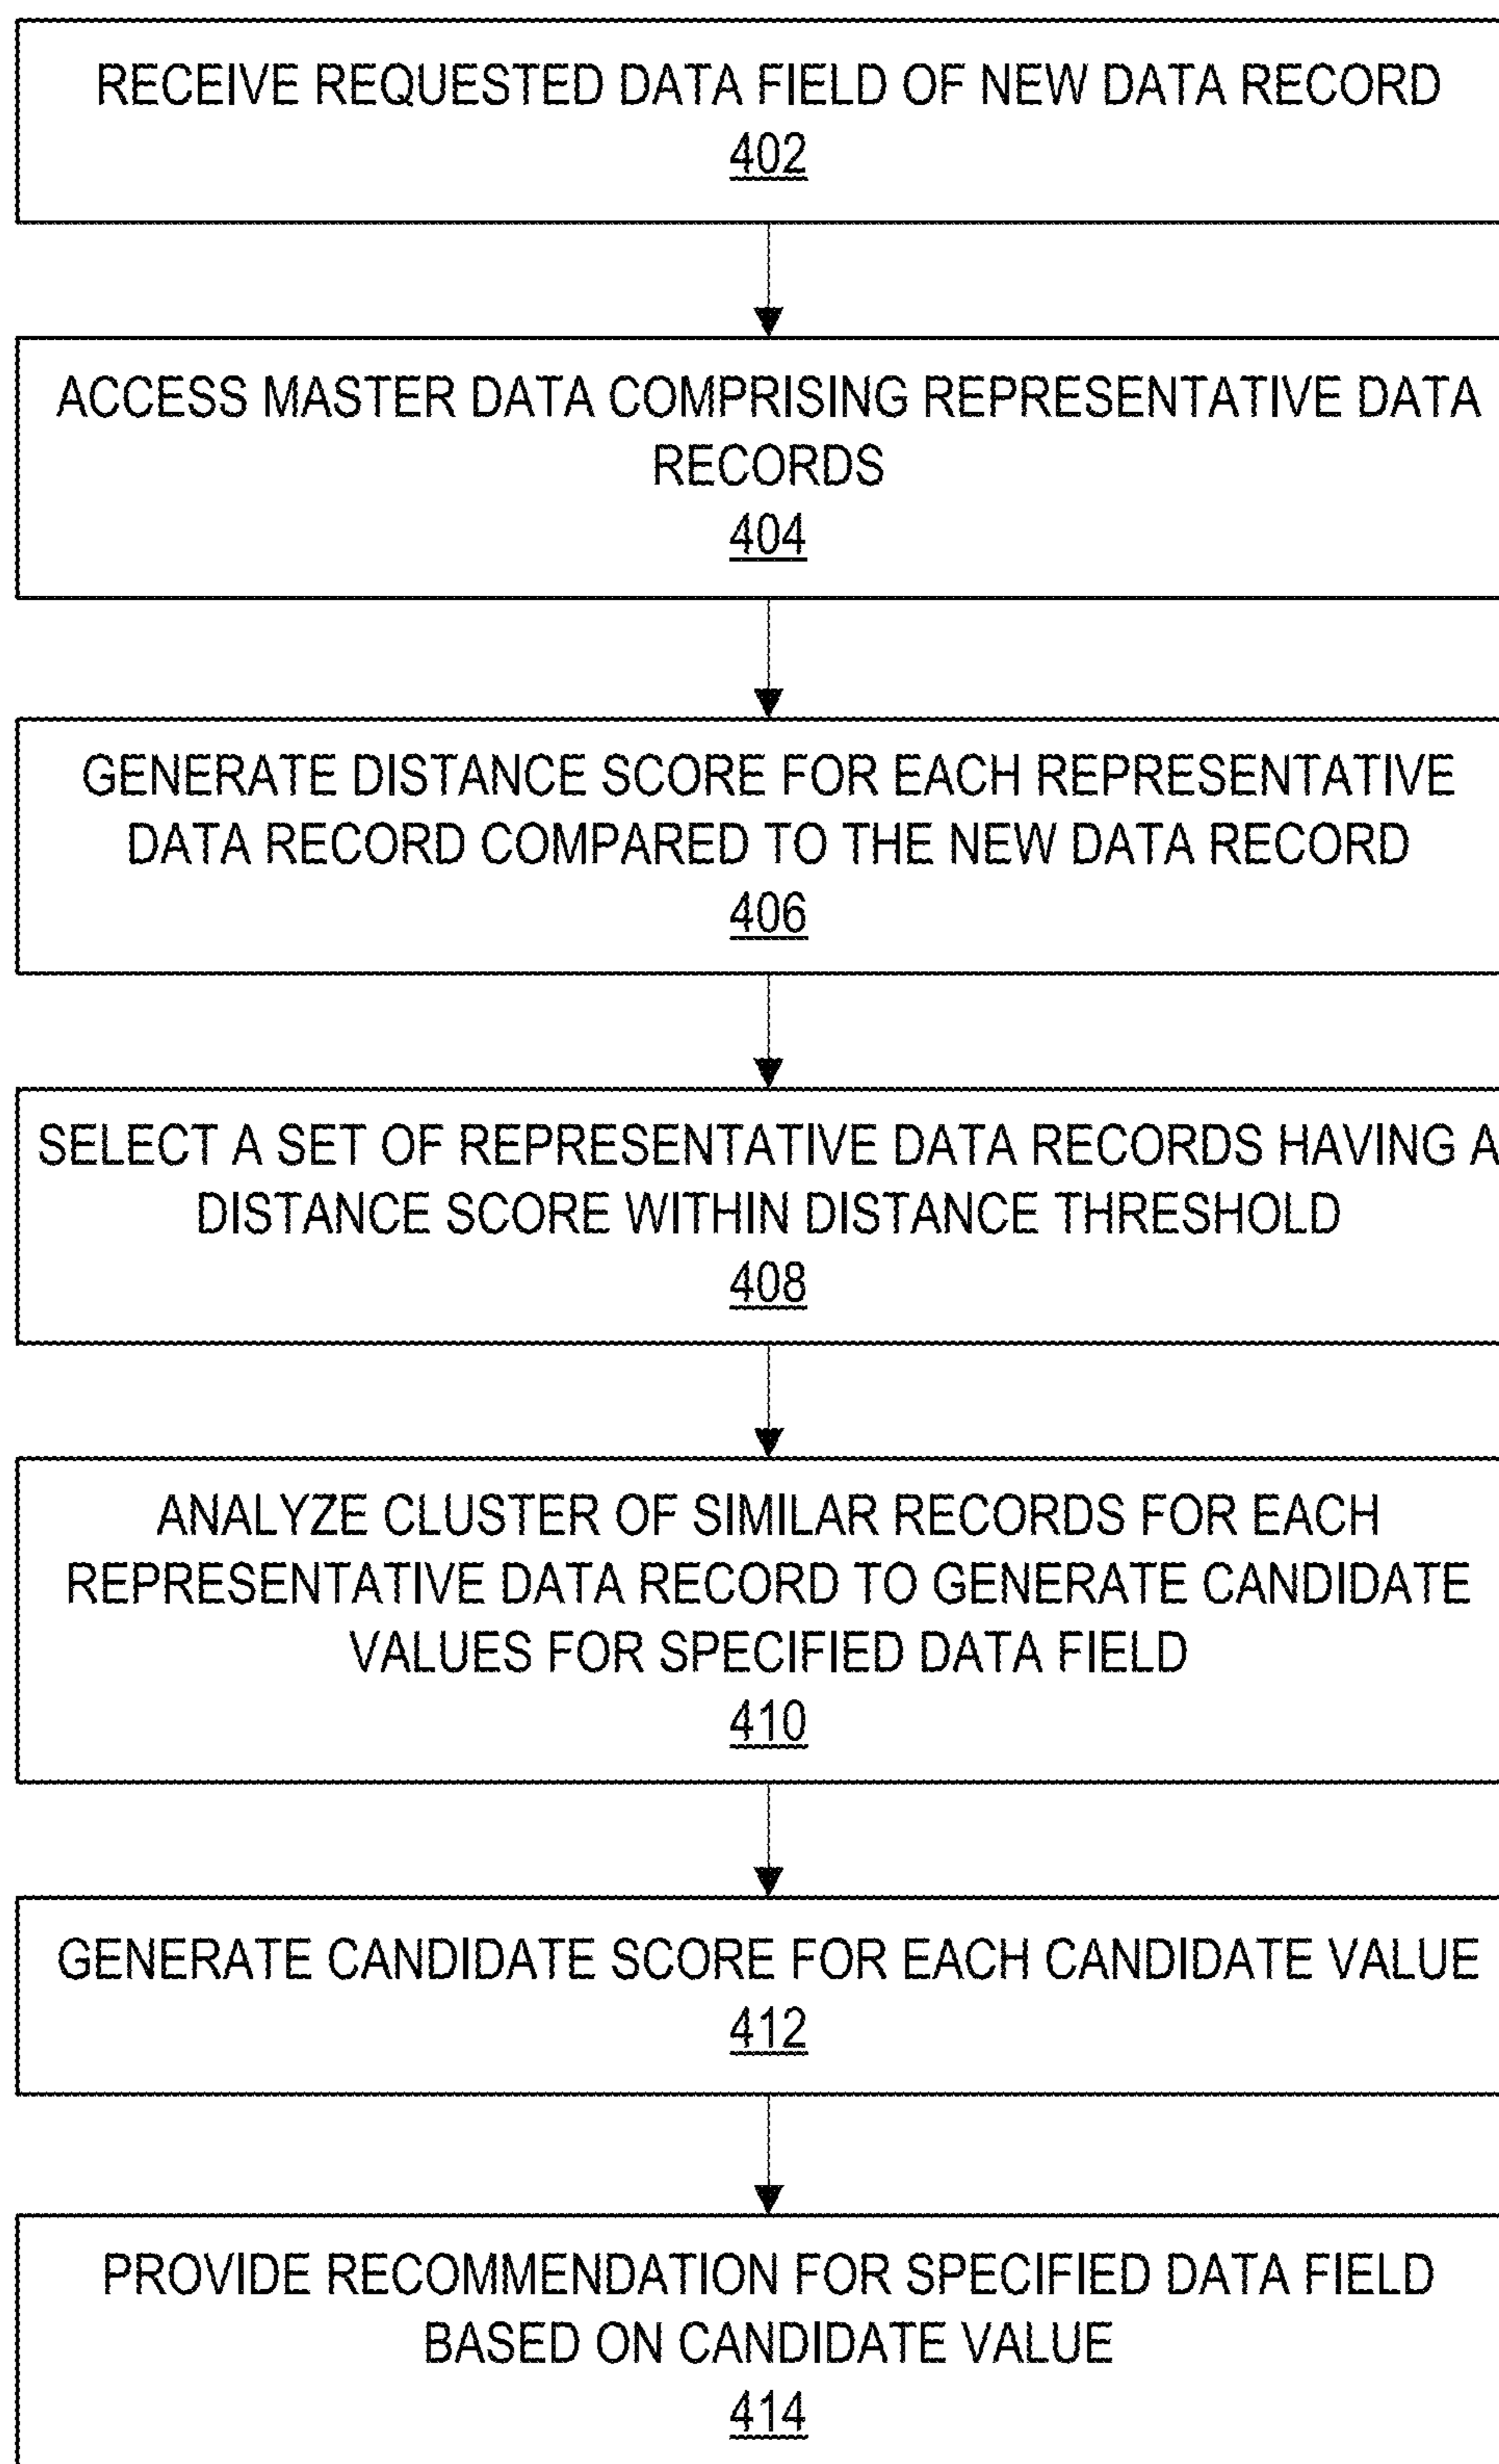 RECEIVE REQUESTED DATA FIELD OF NEW DATA RECORD
402
ACCESS MASTER DATA COMPRISING REPRESENTATIVE DATA
RECORDS
404
GENERATE DISTANCE SCORE FOR EACH REPRESENTATIVE
DATA RECORD COMPARED TO THE NEW DATA RECORD
406
SELECT A SET OF REPRESENTATIVE DATA RECORDS HAVING A
DISTANCE SCORE WITHIN DISTANCE THRESHOLD
408
ANALYZE CLUSTER OF SIMILAR RECORDS FOR EACH
REPRESENTATIVE DATA RECORD TO GENERATE CANDIDATE
VALUES FOR SPECIFIED DATA FIELD
410
GENERATE CANDIDATE SCORE FOR EACH CANDIDATE VALUE
412
PROVIDE RECOMMENDATION FOR SPECIFIED DATA FIELD
BASED ON CANDIDATE VALUE
414